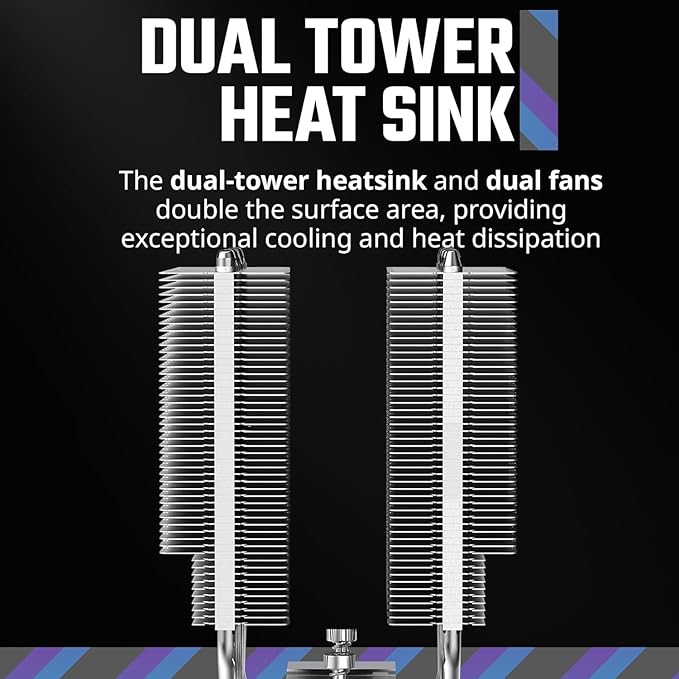 DUAL TOWER
HEAT SINK
The dual-tower heatsink and dual fans
double the surface area, providing
exceptional cooling and heat dissipation